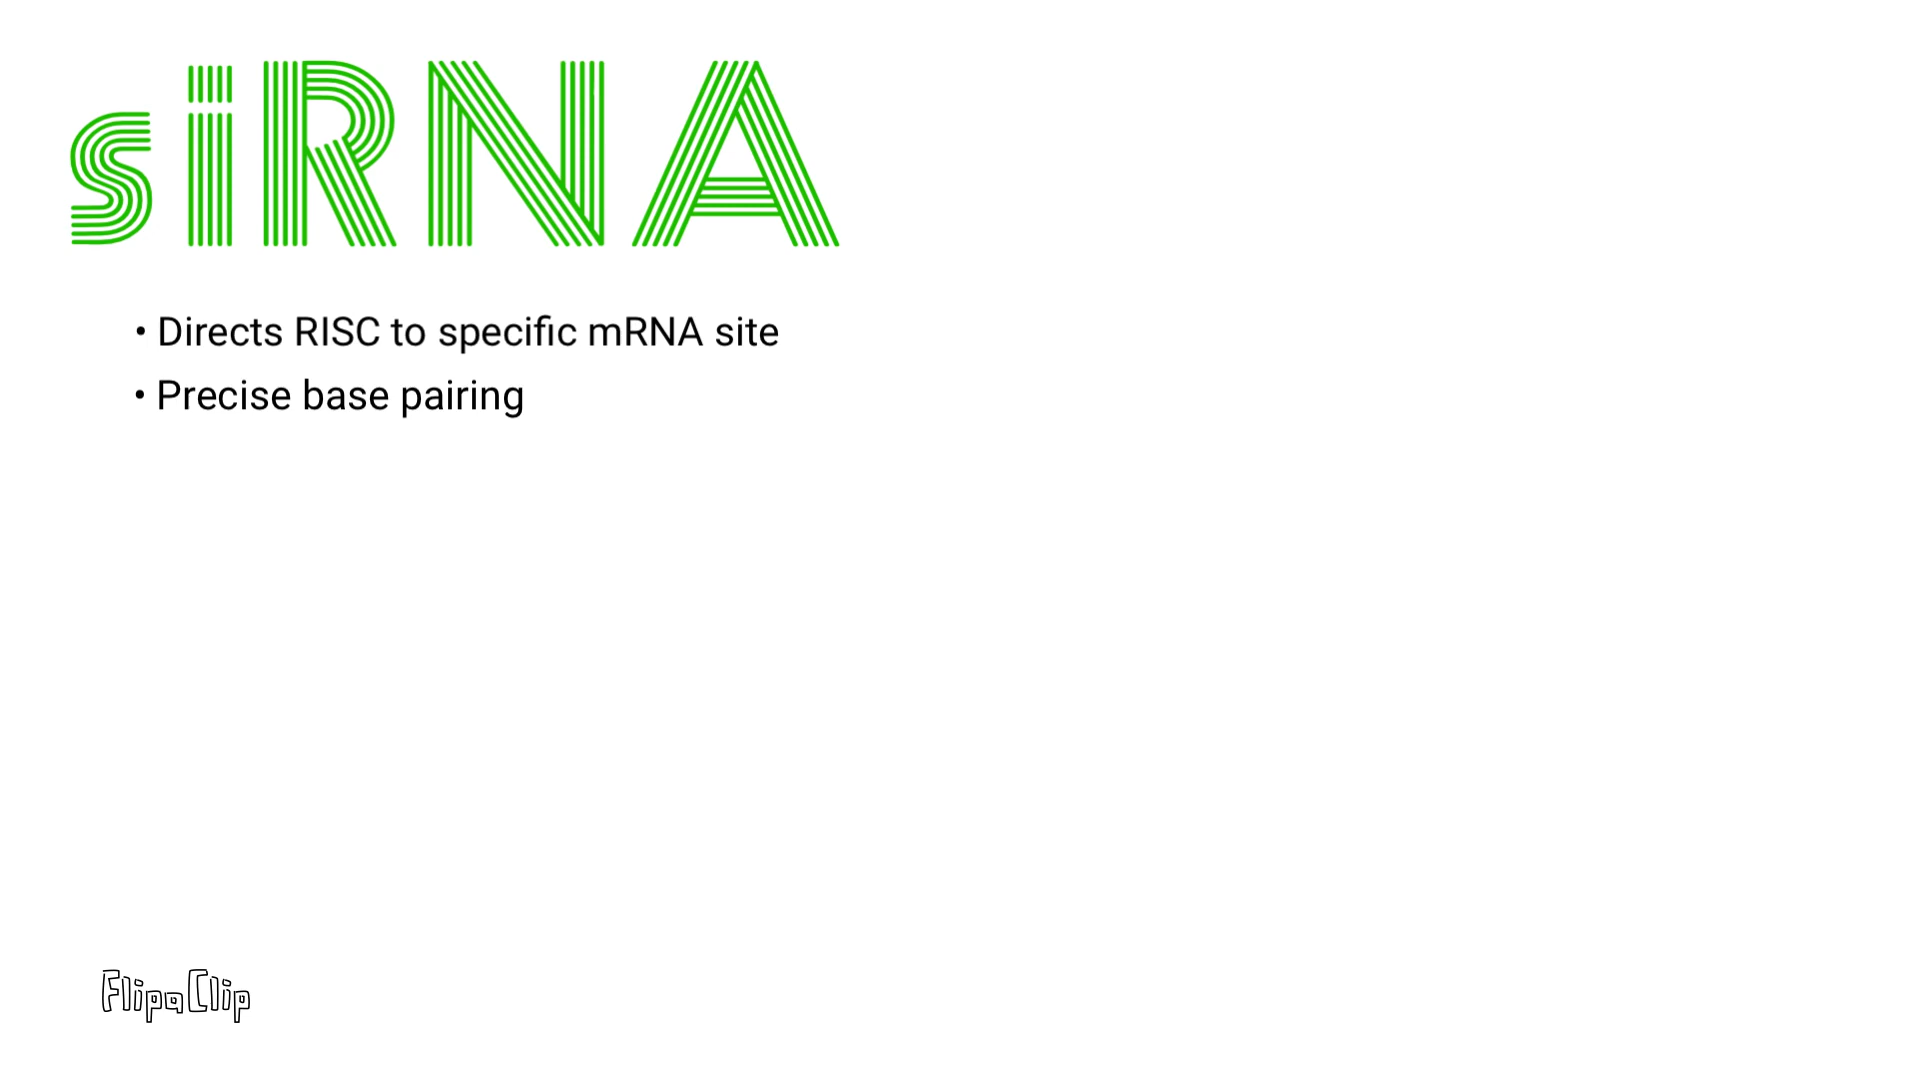 siRNA
• Directs RISC to specific mRNA site
• Precise base pairing
FlipaClip